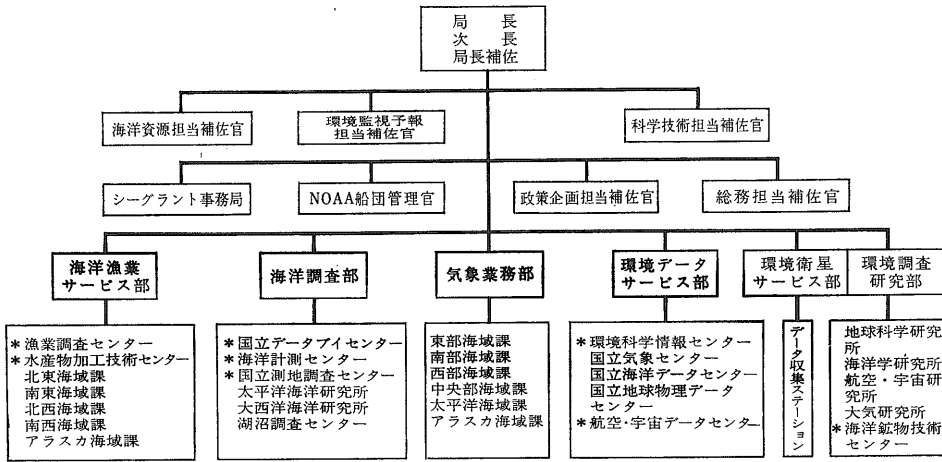 局長
次長
局長補佐
海洋資源担当補佐官
環境監視予報
担当補佐官
科学技術担当補佐官
シーグラント事務局
NOAA船団管理官
政策企画担当補佐官
総務担当補佐官
海洋漁業
サービス部
海洋調査部
気象業務部
環境データ
サービス部
環境衛星
サービス部
環境調査
研究部
*漁業調査センター
*水産物加工技術センター
北東海域課
南東海域課
北西海域課
南西海域課
アラスカ海域課
*国立データブイセンター
*海洋計測センター
*国立測地調査センター
太平洋海洋研究所
大西洋海洋研究所
湖沼調査センター
東部海域課
南部海域課
西部海域課
中央部海域課
太平洋海域課
アラスカ海域課
*環境科学情報センター
国立気象センター
国立海洋データセンター
国立地球物理データ
センター
*航空・宇宙データセンター
データ収集ステーション
地球科学研究
所
海洋学研究所
航空・宇宙研
究所
大気研究所
*海洋鉱物技術
センター